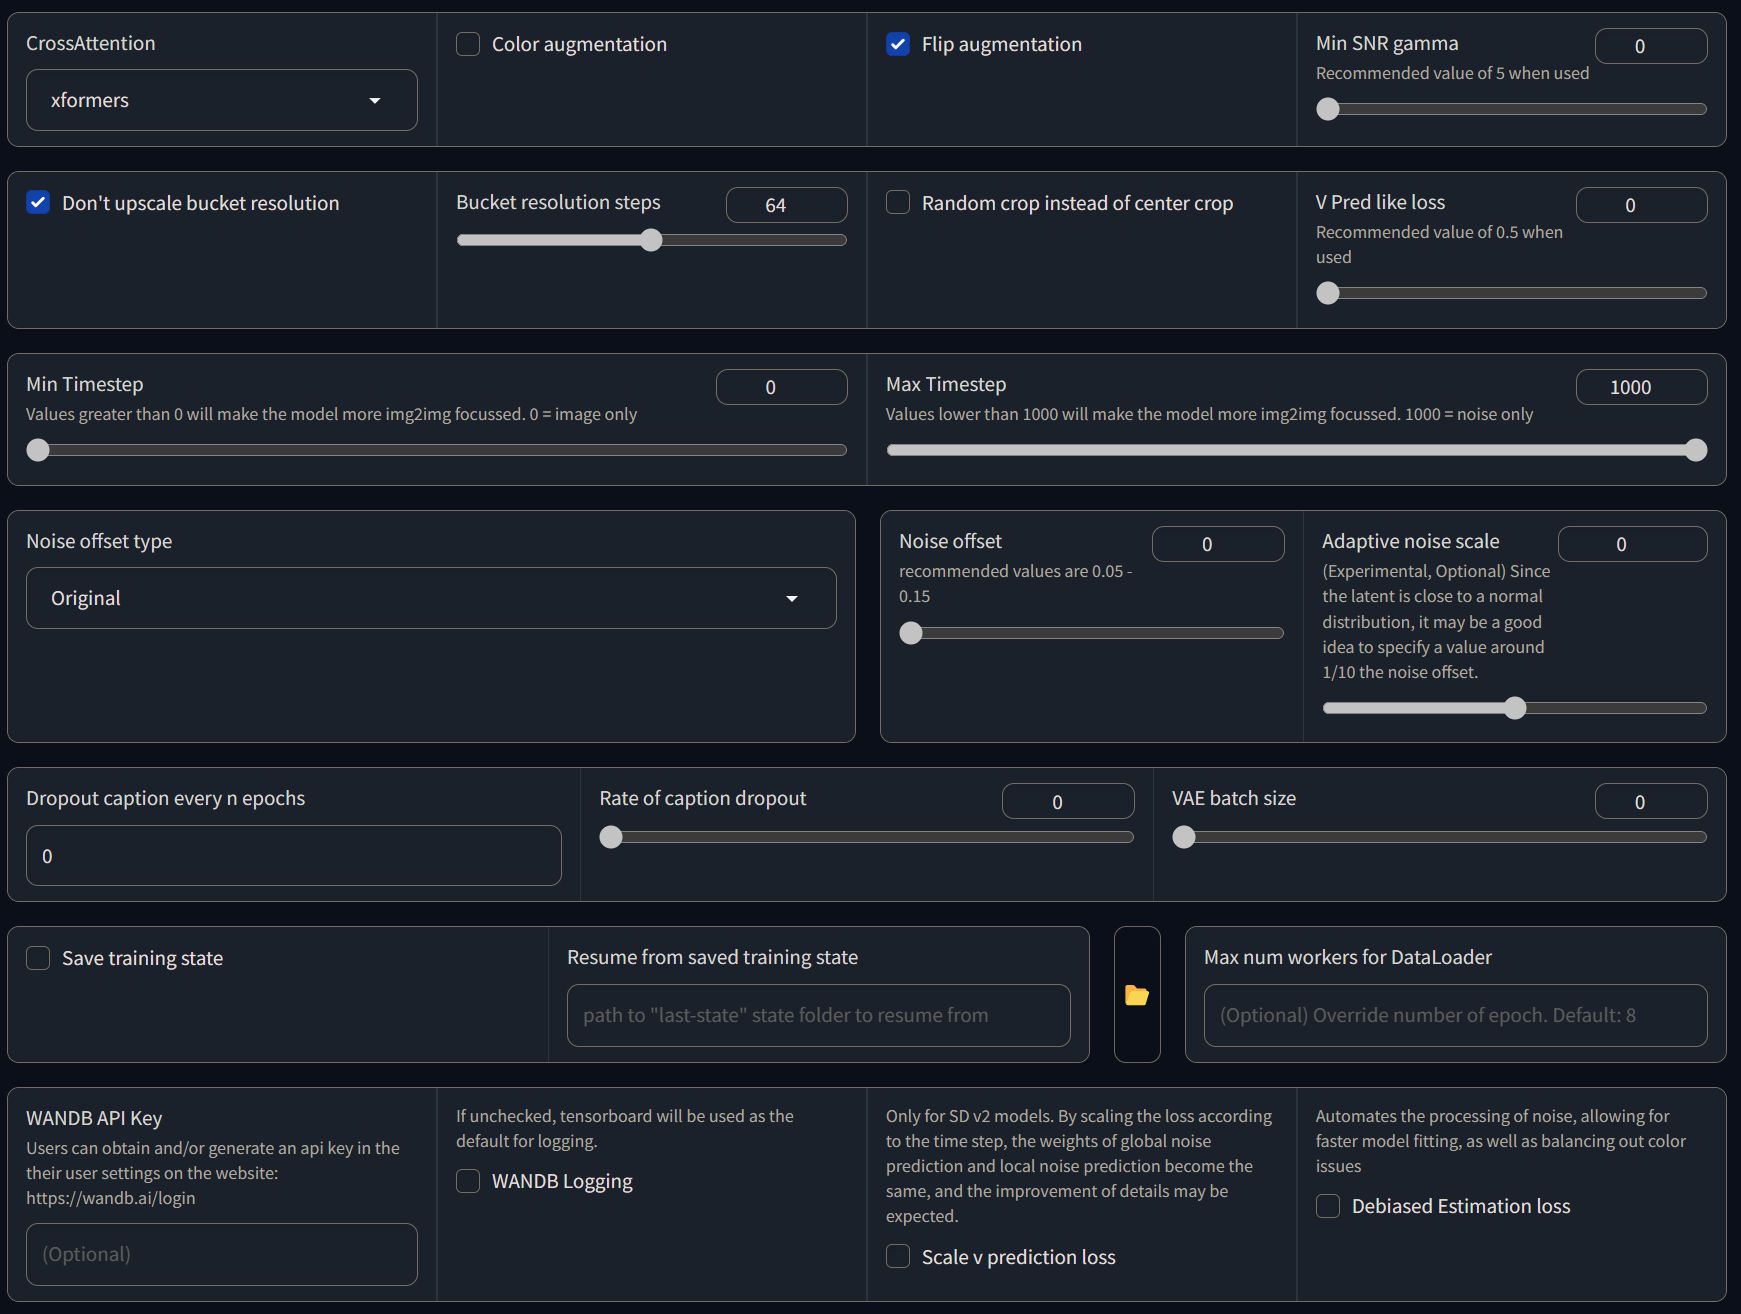 CrossAttention
xformers
Color augmentation
Flip augmentation
Min SNR gamma
0
Recommended value of 5 when used
Don't upscale bucket resolution
Bucket resolution steps
64
Random crop instead of center crop
V Pred like loss
0
Recommended value of 0.5 when
used
Min Timestep
0
Values greater than 0 will make the model more img2img focussed. 0 = image only
Max Timestep
1000
Values lower than 1000 will make the model more img2img focussed. 1000 = noise only
Noise offset type
Original
Noise offset
0
recommended values are 0.05 -
0.15
Adaptive noise scale
0
(Experimental, Optional) Since
the latent is close to a normal
distribution, it may be a good
idea to specify a value around
1/10 the noise offset.
Dropout caption every n epochs
0
Rate of caption dropout
0
VAE batch size
0
Save training state
Resume from saved training state
path to "last-state" state folder to resume from
Max num workers for DataLoader
(Optional) Override number of epoch. Default: 8
WANDB API Key
Users can obtain and/or generate an api key in the
their user settings on the website:
https://wandb.ai/login
(Optional)
If unchecked, tensorboard will be used as the
default for logging.
WANDB Logging
Only for SD v2 models. By scaling the loss according
to the time step, the weights of global noise
prediction and local noise prediction become the
same, and the improvement of details may be
expected.
Scale v prediction loss
Automates the processing of noise, allowing for
faster model fitting, as well as balancing out color
issues
Debiased Estimation loss